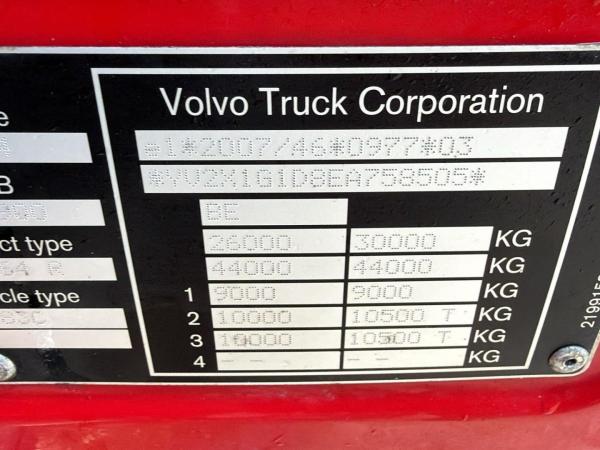 Volvo Truck Corporation
e
*2007/46*0977*03
B
BE
ct type
26000 30000 KG
44000 44000 KG
R
cle type
1 9000 9000 KG
2 10000 10500 T KG
3 10000 10500 T KG
4 -- -- KG